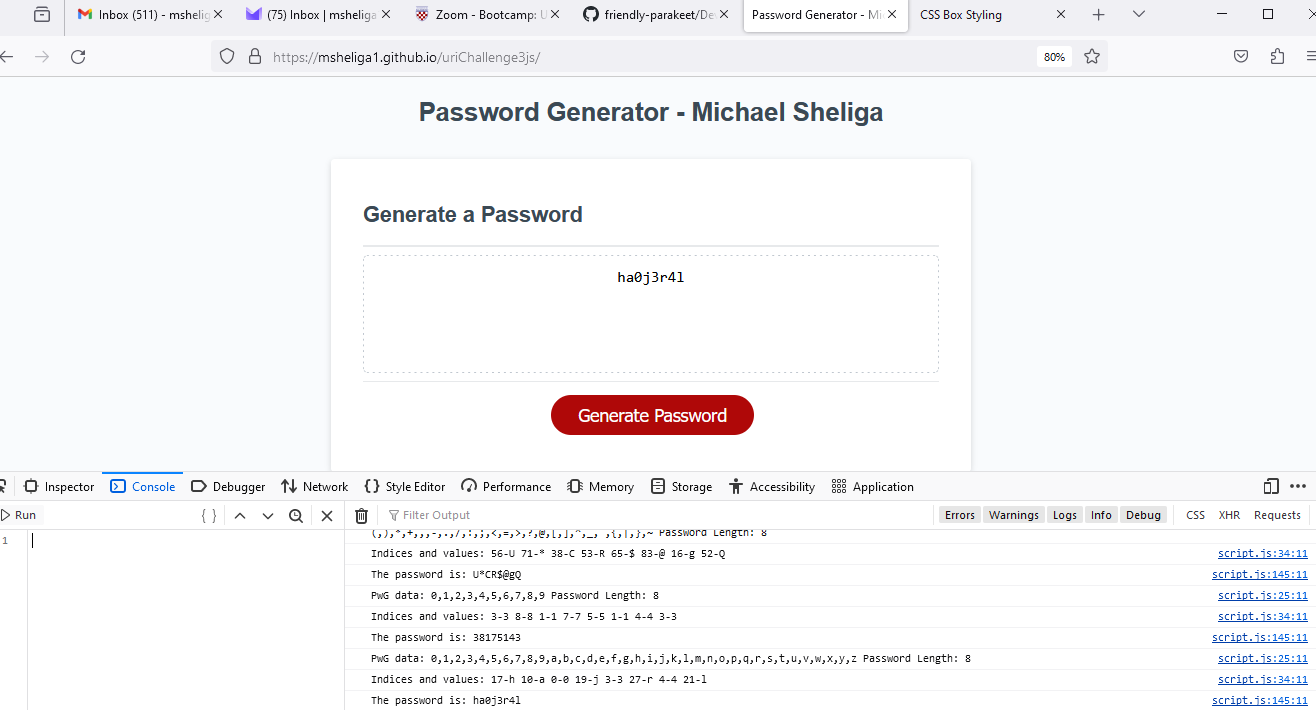 Inbox (511) - mshelig
(75) Inbox | msheliga
Zoom - Bootcamp: U
friendly-parakeet/De
Password Generator - Mi
CSS Box Styling
https://msheliga1.github.io/uriChallenge3js/
80%
Password Generator - Michael Sheliga
Generate a Password
ha0j3r4l
Generate Password
Inspector
Console
Debugger
Network
Style Editor
Performance
Memory
Storage
Accessibility
Application
Run
Filter Output
Errors
Warnings
Logs
Info
Debug
CSS
XHR
Requests
1
Password Length: 8
Indices and values: 56-U 71-* 38-C 53-R 65-$ 83-@ 16-g 52-Q script.js:34:11
The password is: U*CR$@gQ script.js:145:11
PwG data: 0,1,2,3,4,5,6,7,8,9 Password Length: 8 script.js:25:11
Indices and values: 3-3 8-8 1-1 7-7 5-5 1-1 4-4 3-3 script.js:34:11
The password is: 38175143 script.js:145:11
PwG data: 0,1,2,3,4,5,6,7,8,9,a,b,c,d,e,f,g,h,i,j,k,l,m,n,o,p,q,r,s,t,u,v,w,x,y,z Password Length: 8 script.js:25:11
Indices and values: 17-h 10-a 0-0 19-j 3-3 27-r 4-4 21-l script.js:34:11
The password is: ha0j3r4l script.js:145:11